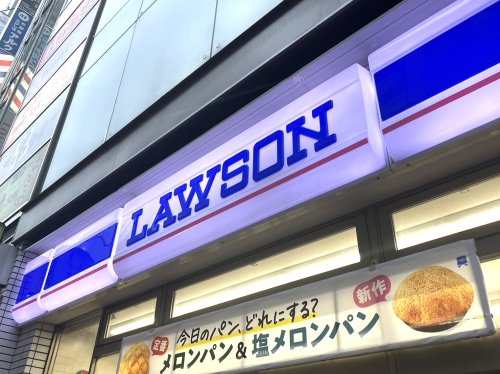 LAWSON
今日のパン、どれにする?
定番
メロンパン&塩メロンパン
新作